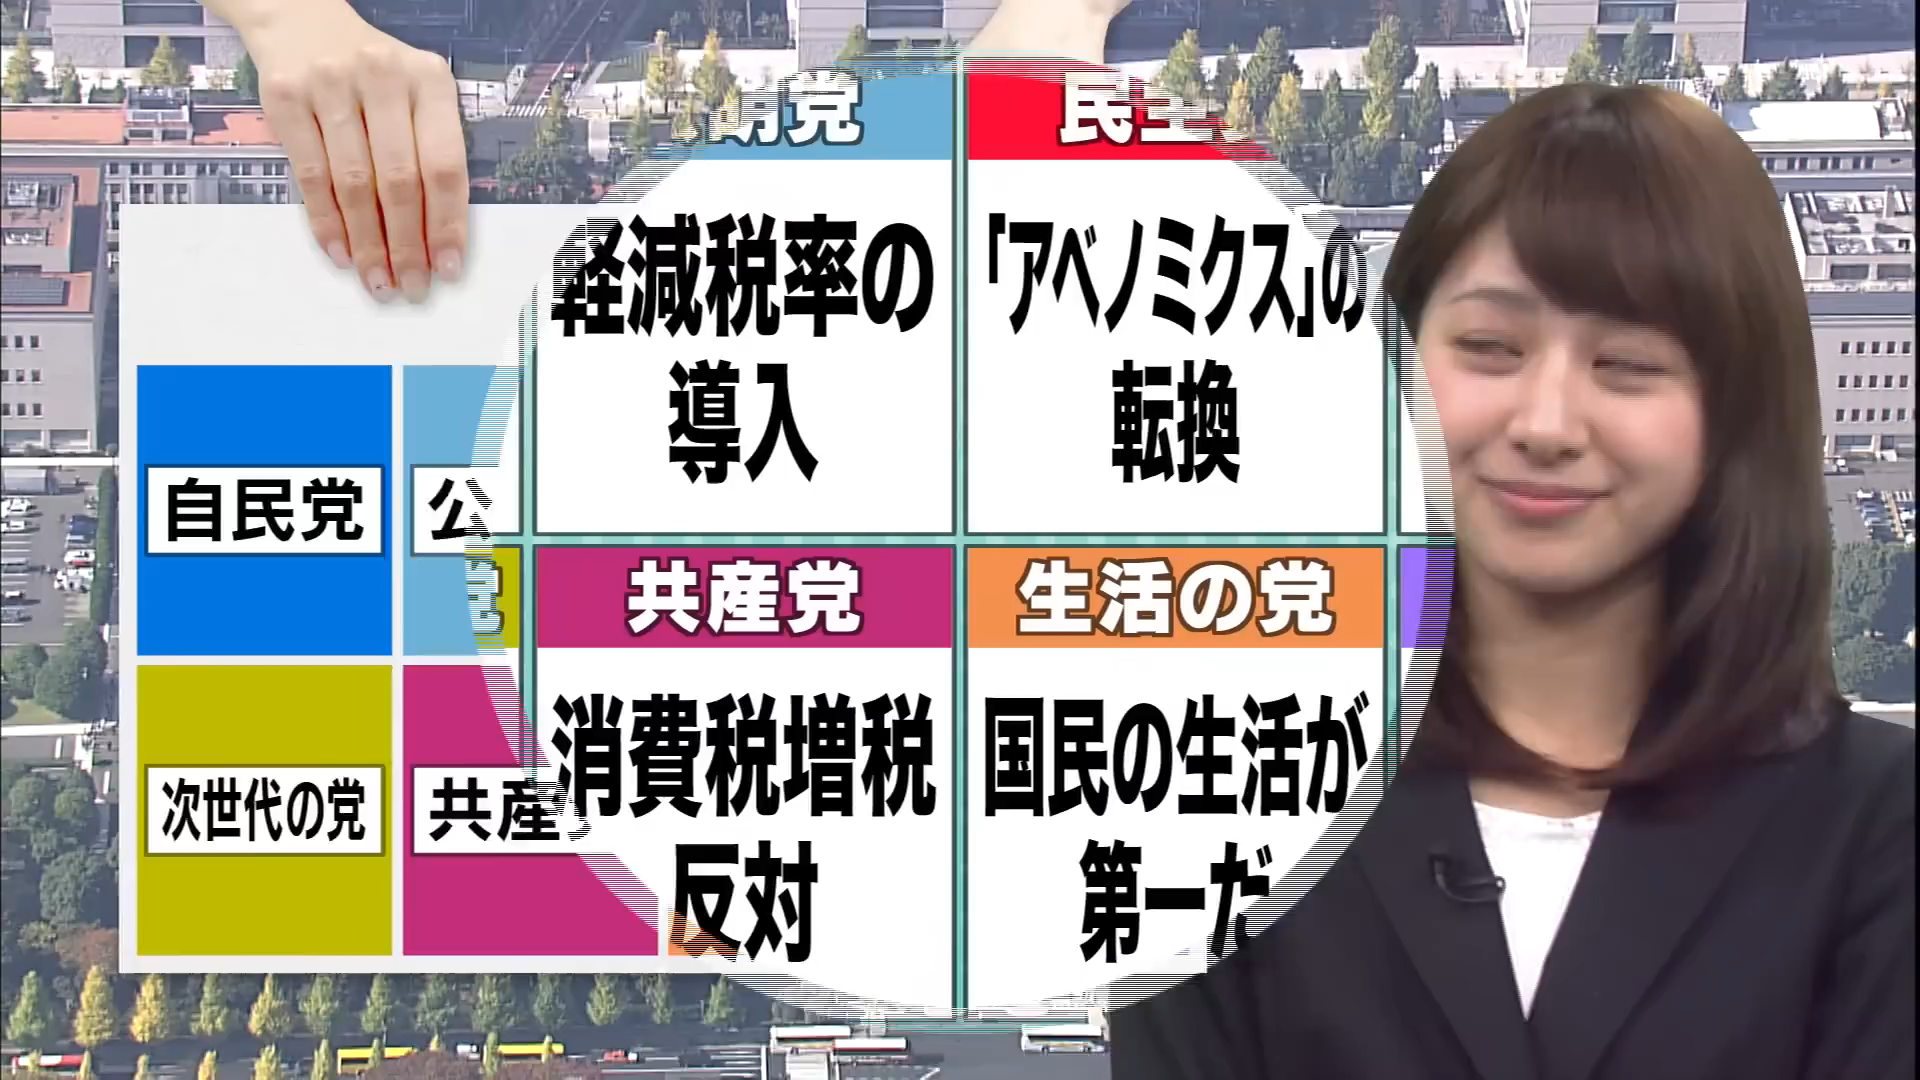 明党
民主
軽減税率の
導入
「アベノミクス」の
転換
自民党
公
党
共産党
生活の党
消費税増税
反対
国民の生活が
第一だ
次世代の党
共産